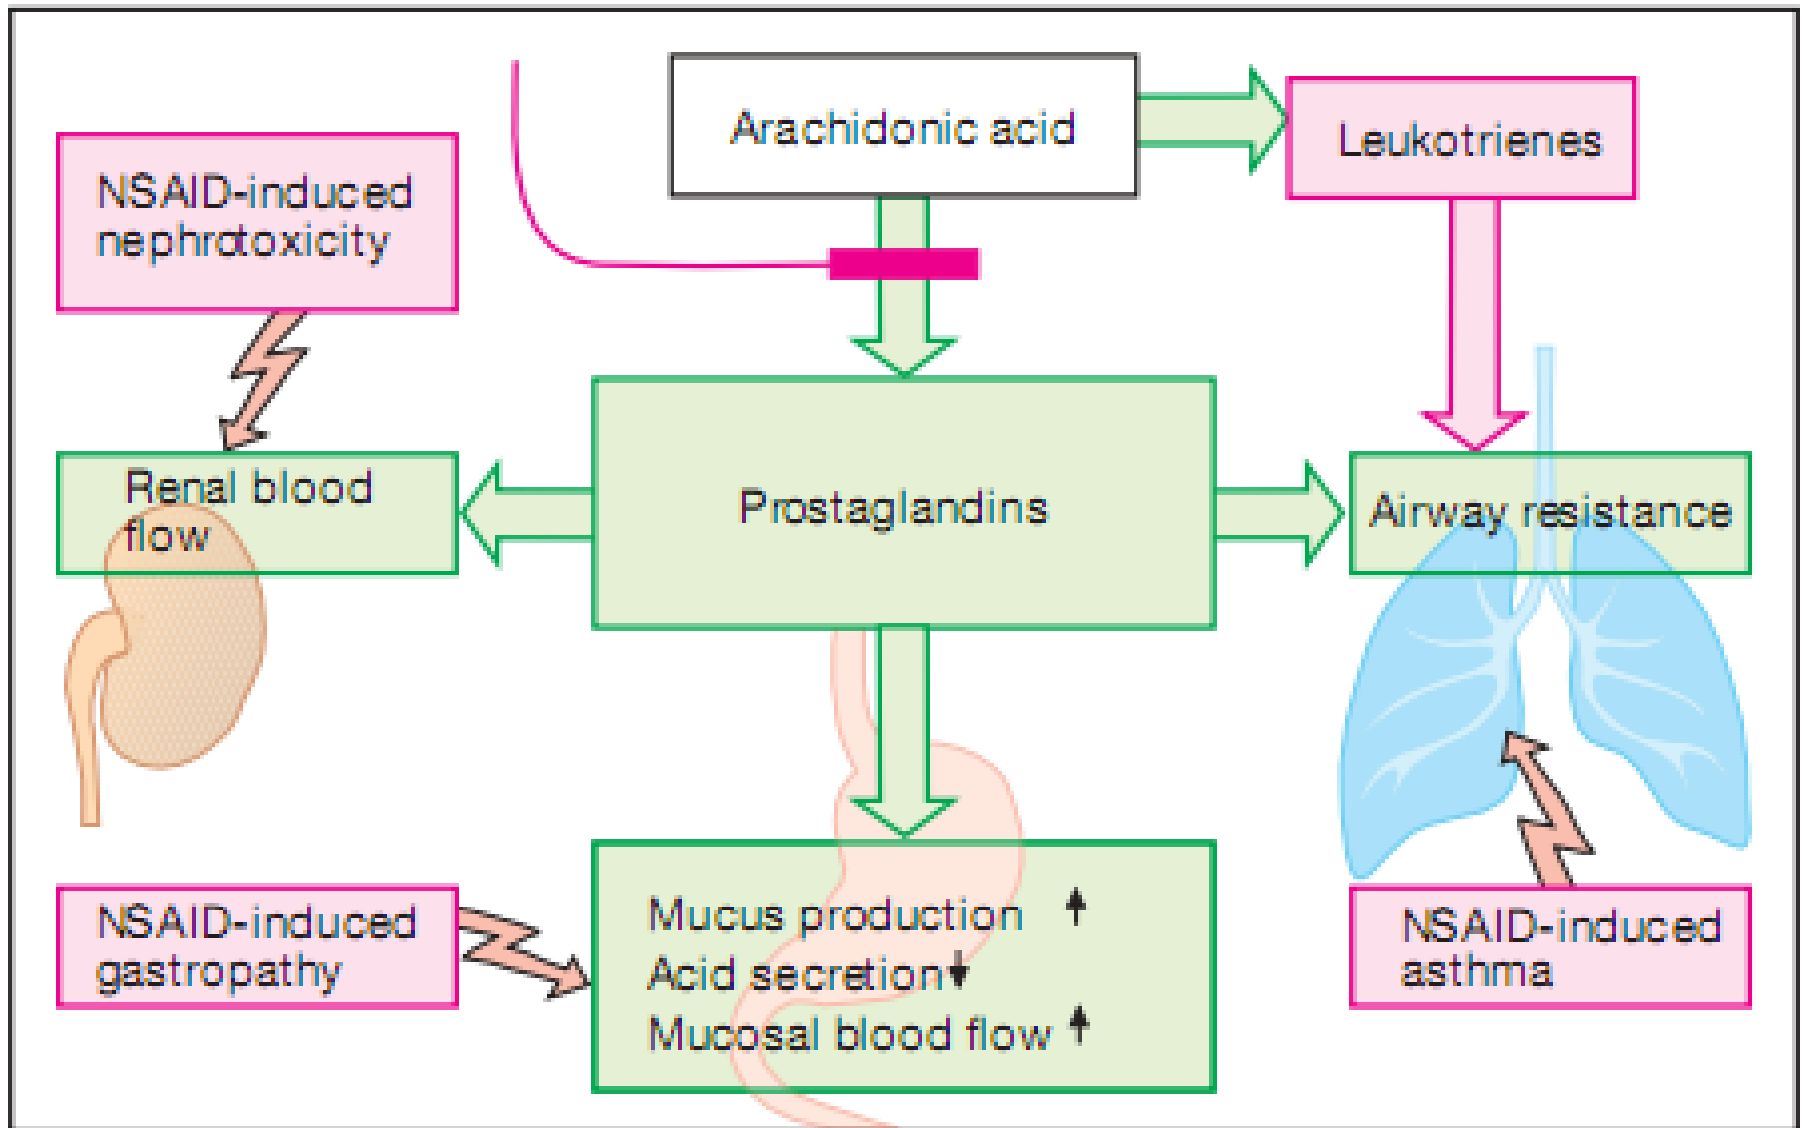 Arachidonic acid
Leukotrienes
NSAID-induced
nephrotoxicity
Renal blood
flow
Prostaglandins
Airway resistance
NSAID-induced
gastropathy
Mucus production ↑
Acid secretion ↓
Mucosal blood flow ↑
NSAID-induced
asthma